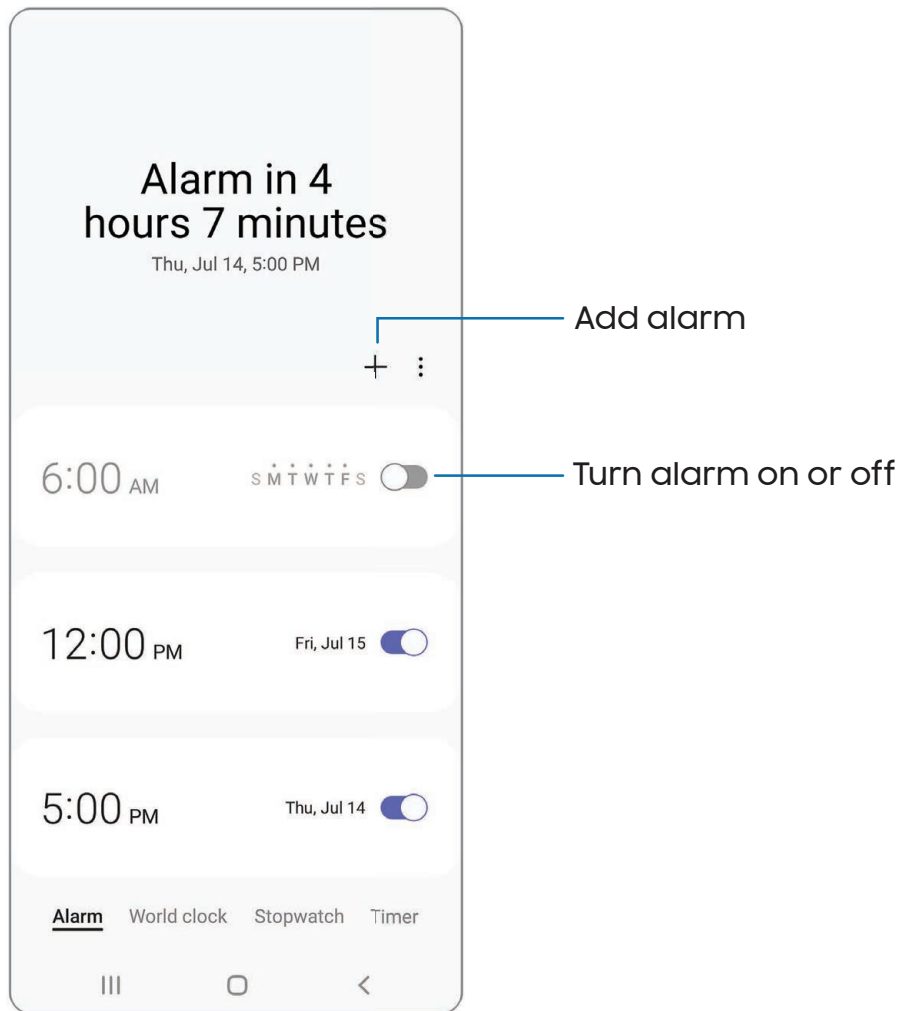 Alarm in 4
hours 7 minutes
Thu, Jul 14, 5:00 PM
Add alarm
6:00 AM S M T W T F S
Turn alarm on or off
12:00 PM Fri, Jul 15
5:00 PM Thu, Jul 14
Alarm World clock Stopwatch Timer